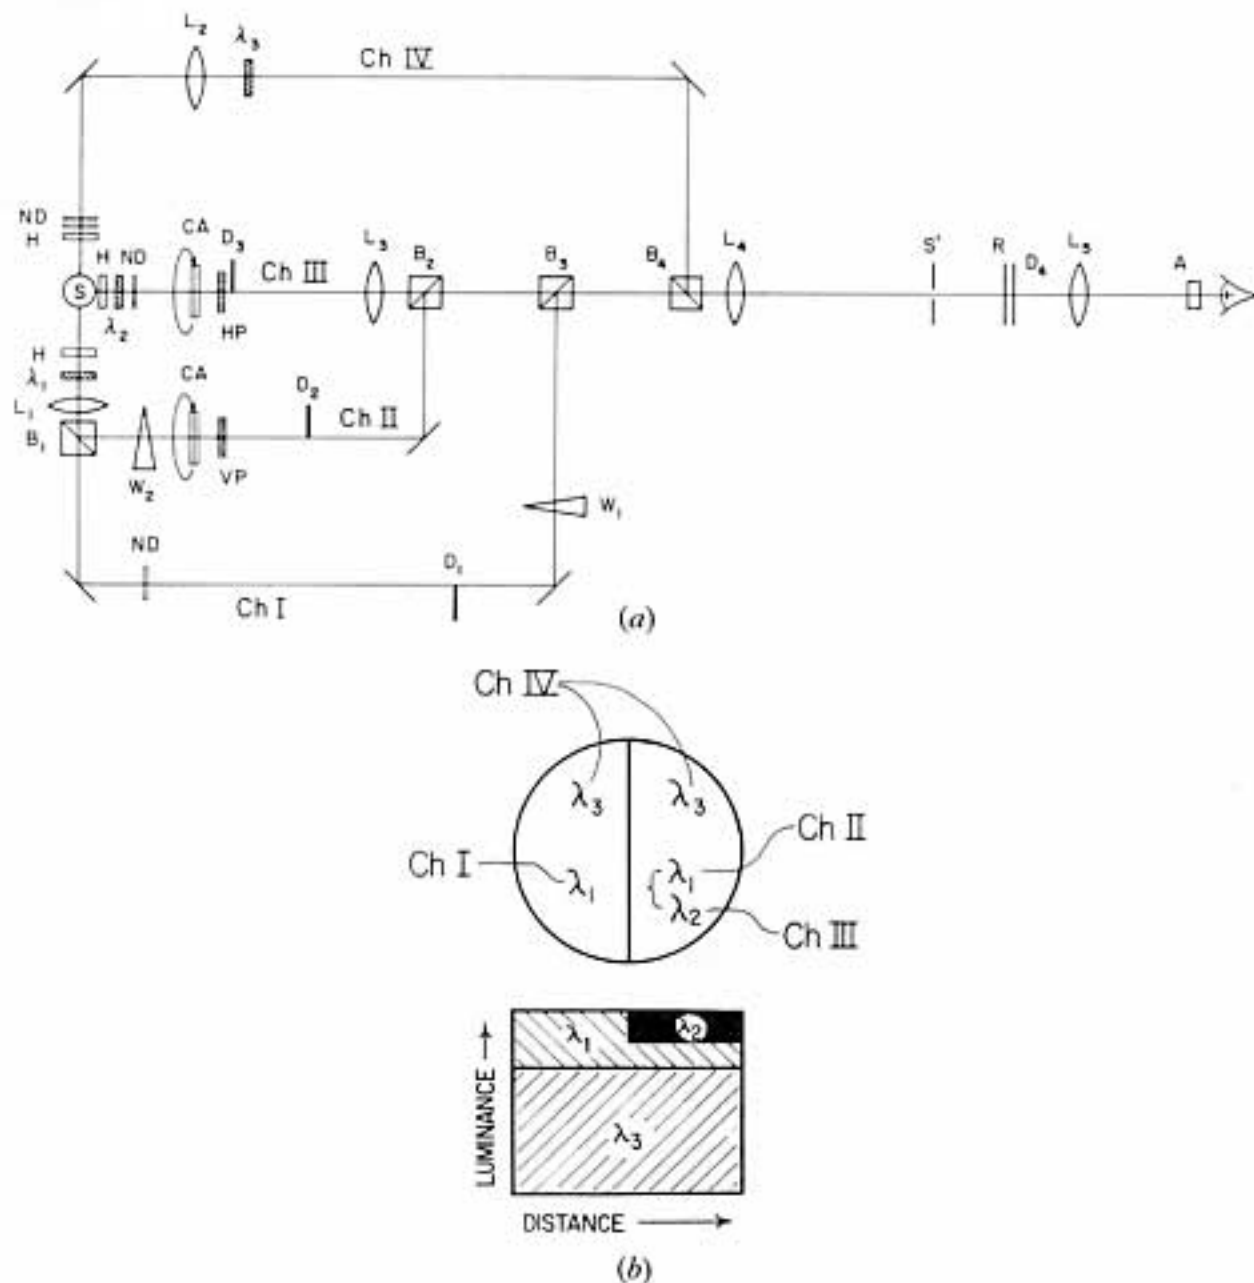 L₂
λ₃
Ch IV
ND
H
S
H
ND
λ₂
CA
D₃
Ch III
HP
L₃
B₂
B₃
B₄
L₄
S'
R
D₄
L₅
A
H
λ₁
L₁
B₁
W₂
CA
VP
D₂
Ch II
W₁
ND
Ch I
D₁
(a)
Ch IV
λ₃
λ₃
Ch II
Ch I
λ₁
λ₁
λ₂
Ch III
LUMINANCE
λ₁
λ₂
λ₃
DISTANCE
(b)